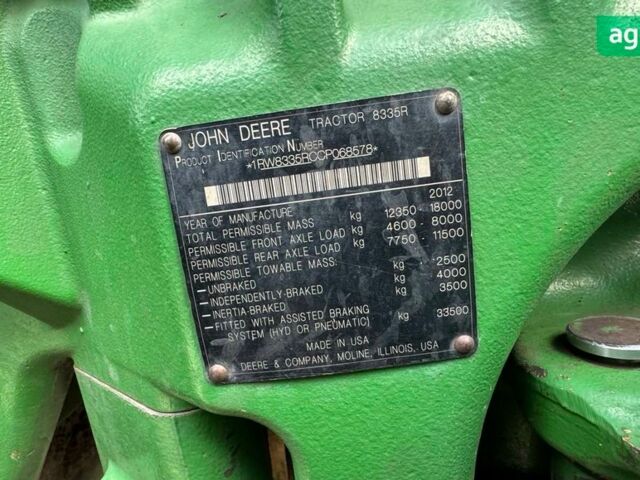 ag
JOHN DEERE TRACTOR 8335R
PRODUCT IDENTIFICATION NUMBER
*1RW8335RCCP068578*
YEAR OF MANUFACTURE 2012
TOTAL PERMISSIBLE MASS kg 12350 - 18000
PERMISSIBLE FRONT AXLE LOAD kg 4600 - 8000
PERMISSIBLE REAR AXLE LOAD kg 7750 - 11500
PERMISSIBLE TOWABLE MASS:
– UNBRAKED kg 2500
– INDEPENDENTLY-BRAKED kg 4000
– INERTIA-BRAKED kg 3500
– FITTED WITH ASSISTED BRAKING kg 33500
SYSTEM (HYD OR PNEUMATIC)
MADE IN USA
DEERE & COMPANY, MOLINE, ILLINOIS, USA